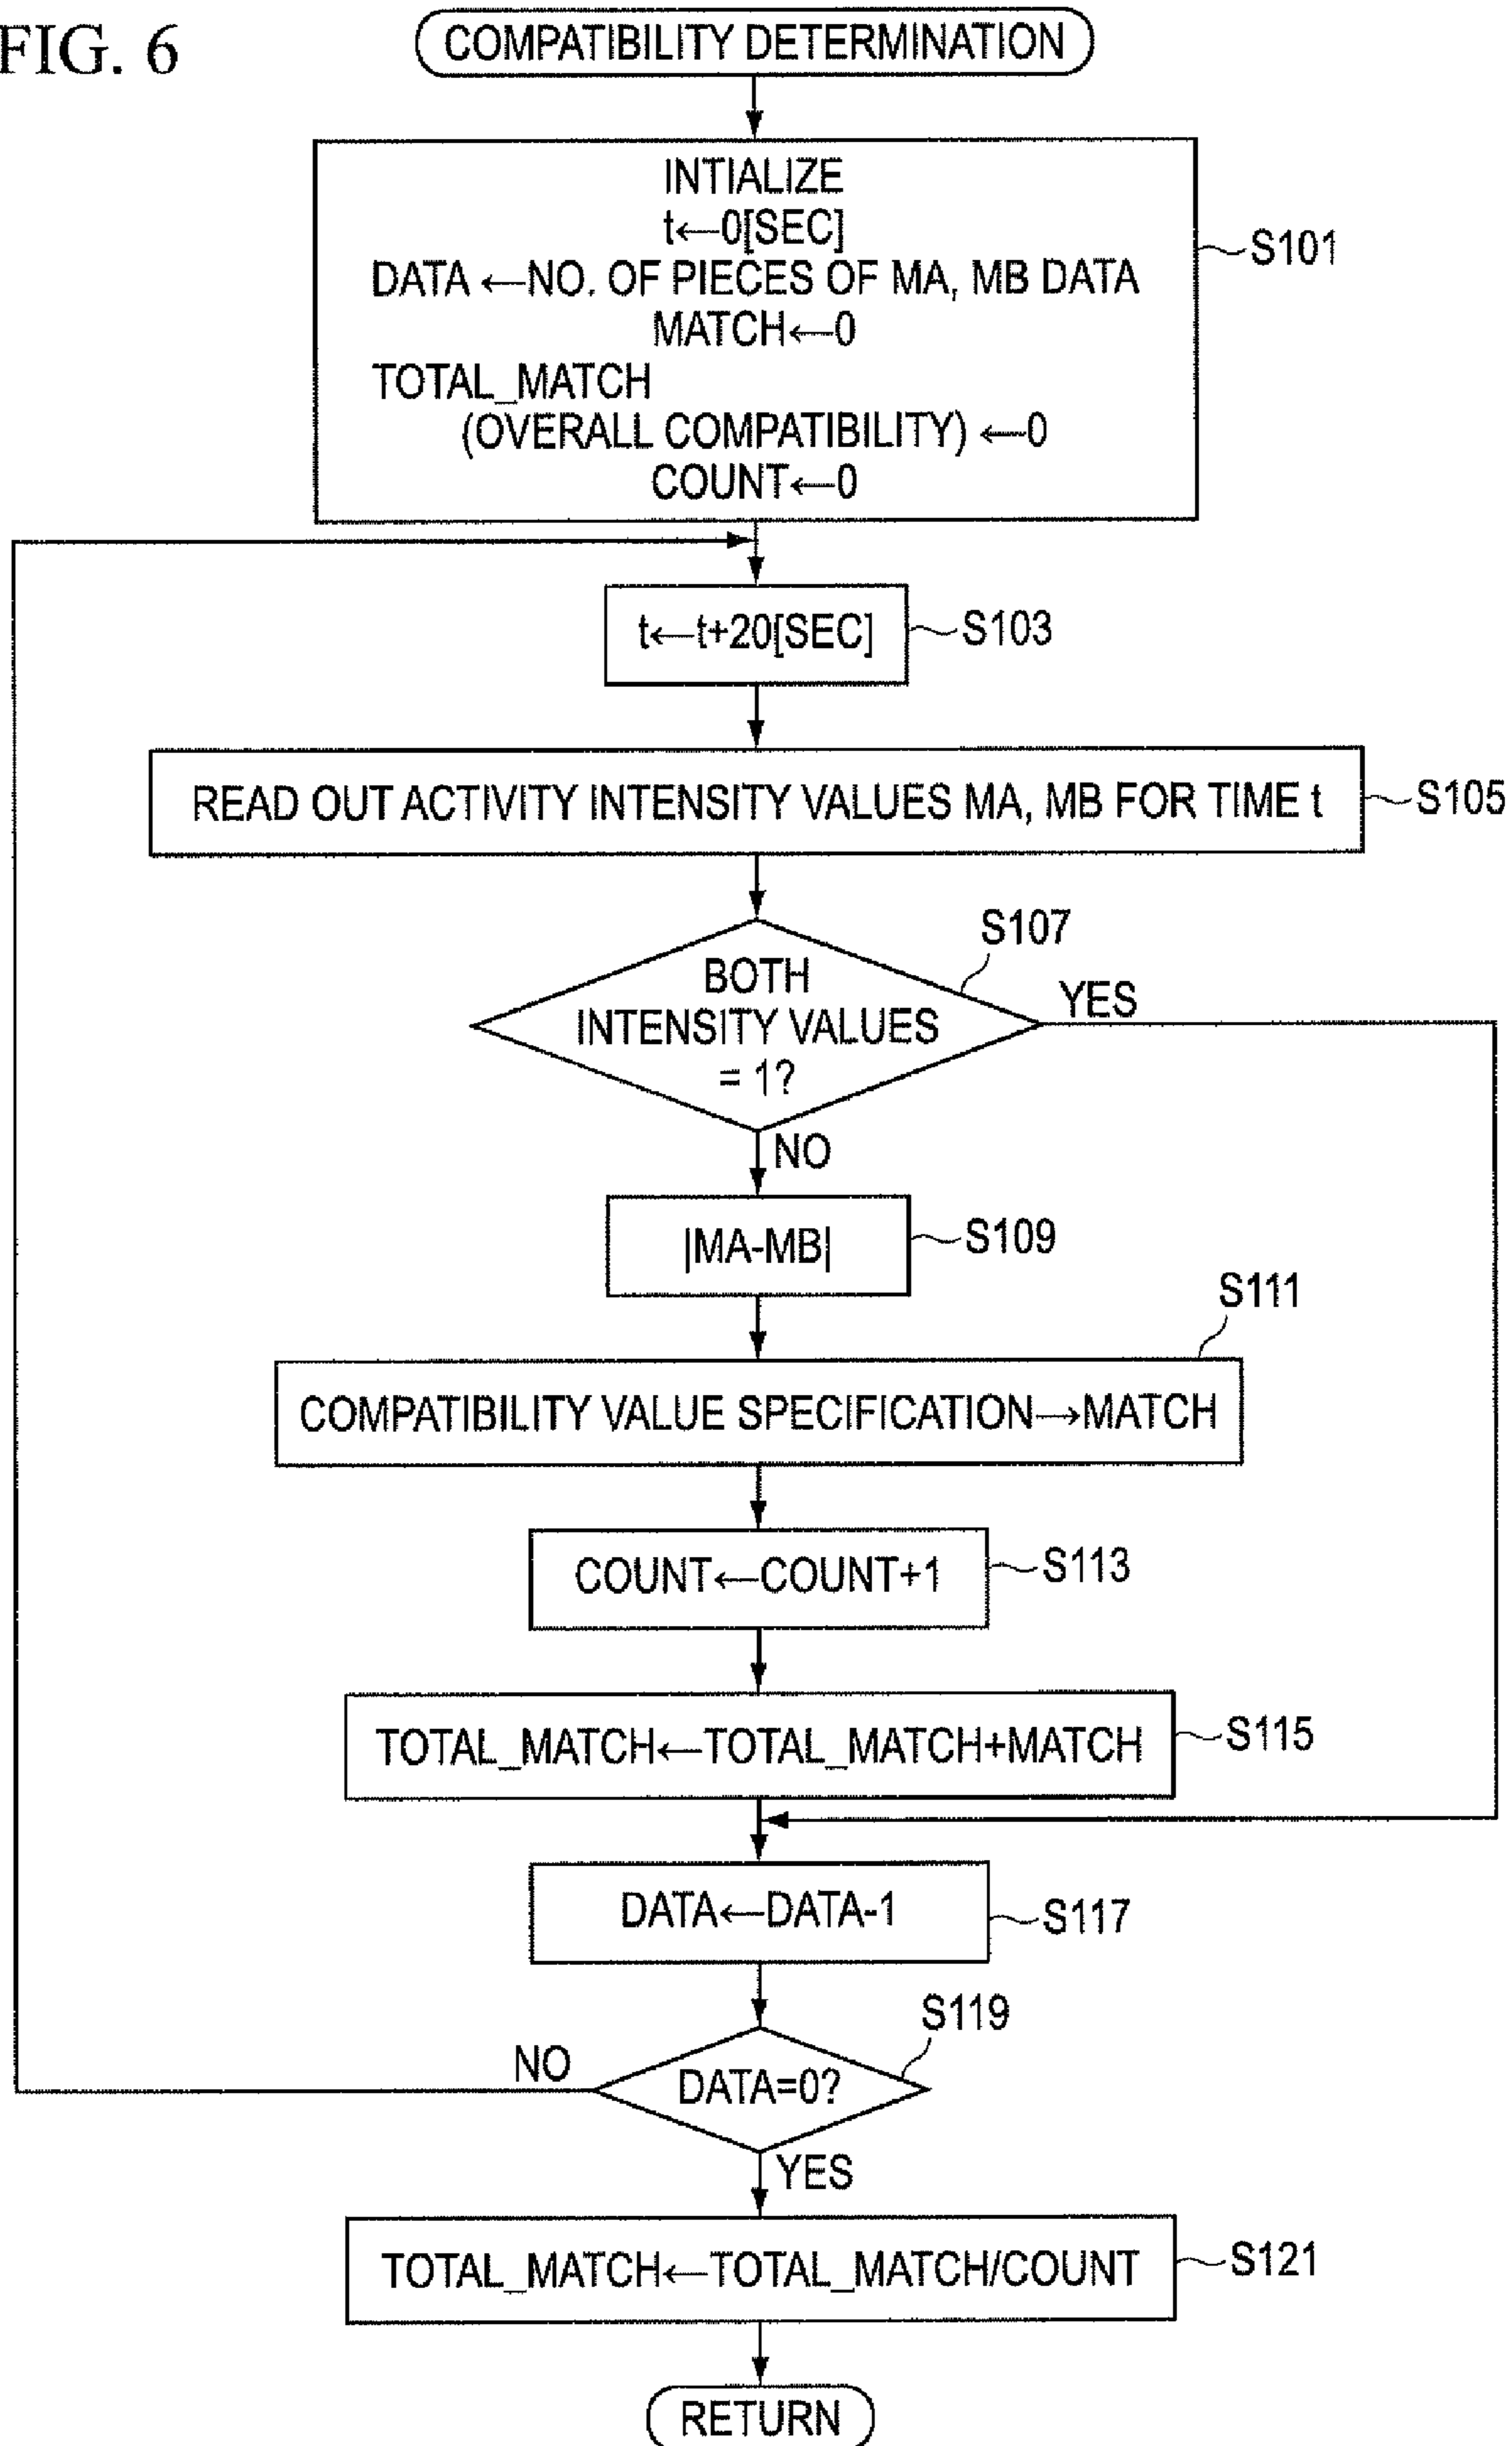 FIG. 6
COMPATIBILITY DETERMINATION
INTIALIZE
t←0[SEC]
DATA ←NO. OF PIECES OF MA, MB DATA
MATCH←0
TOTAL_MATCH
(OVERALL COMPATIBILITY) ←0
COUNT←0
S101
t←t+20[SEC]
S103
READ OUT ACTIVITY INTENSITY VALUES MA, MB FOR TIME t
S105
S107
BOTH
INTENSITY VALUES
= 1?
YES
NO
|MA-MB|
S109
S111
COMPATIBILITY VALUE SPECIFICATION→MATCH
COUNT←COUNT+1
S113
TOTAL_MATCH←TOTAL_MATCH+MATCH
S115
DATA←DATA-1
S117
S119
NO
DATA=0?
YES
TOTAL_MATCH←TOTAL_MATCH/COUNT
S121
RETURN